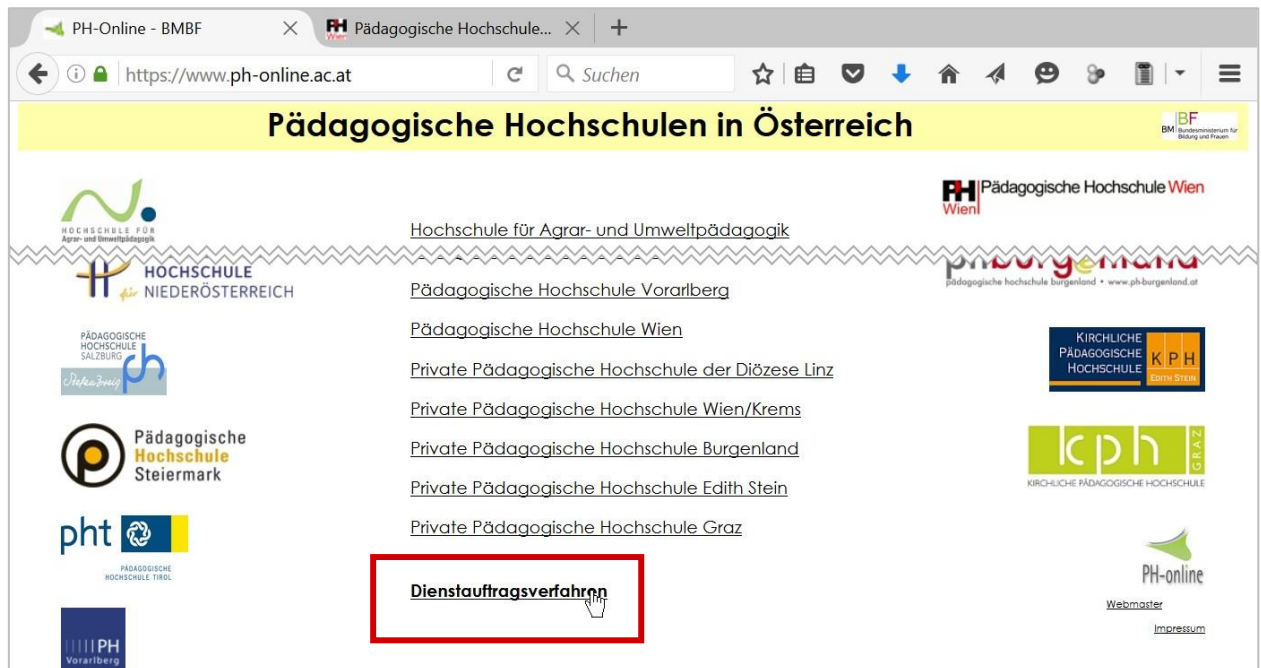 PH-Online - BMBF
Pädagogische Hochschule...
https://www.ph-online.ac.at
Suchen
Pädagogische Hochschulen in Österreich
BM BF Bundesministerium für Bildung und Frauen
HOCHSCHULE FÜR
Agrar- und Umweltpädagogik
Hochschule für Agrar- und Umweltpädagogik
PH Wien
Pädagogische Hochschule Wien
HOCHSCHULE
für NIEDERÖSTERREICH
Pädagogische Hochschule Vorarlberg
pädagogische hochschule burgenland • www.ph-burgenland.at
Pädagogische Hochschule Wien
PÄDAGOGISCHE
HOCHSCHULE
SALZBURG
ph
Stefan Zweig
Private Pädagogische Hochschule der Diözese Linz
KIRCHLICHE
PÄDAGOGISCHE
HOCHSCHULE
KPH
EDITH STEIN
Private Pädagogische Hochschule Wien/Krems
Pädagogische
Hochschule
Steiermark
Private Pädagogische Hochschule Burgenland
kph GRAZ
KIRCHLICHE PÄDAGOGISCHE HOCHSCHULE
Private Pädagogische Hochschule Edith Stein
Private Pädagogische Hochschule Graz
pht
PÄDAGOGISCHE
HOCHSCHULE TIROL
PH-online
Dienstauftragsverfahren
Webmaster
Impressum
PH
Vorarlberg